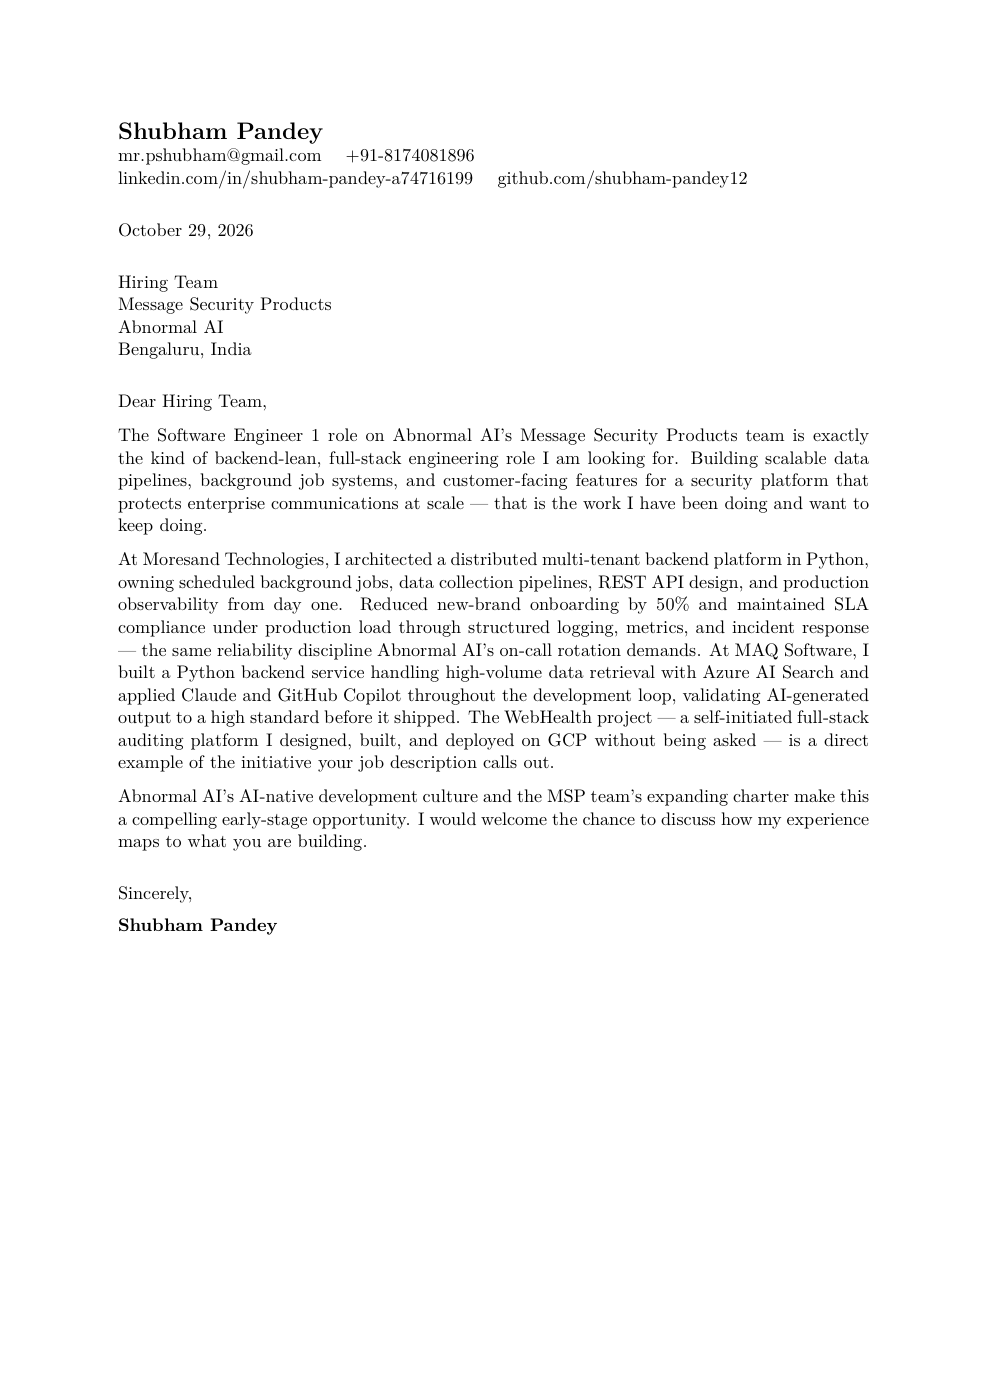 Shubham Pandey
mr.pshubham@gmail.com +91-8174081896
linkedin.com/in/shubham-pandey-a74716199 github.com/shubham-pandey12
October 29, 2026
Hiring Team
Message Security Products
Abnormal AI
Bengaluru, India
Dear Hiring Team,
The Software Engineer 1 role on Abnormal AI's Message Security Products team is exactly
the kind of backend-lean, full-stack engineering role I am looking for. Building scalable data
pipelines, background job systems, and customer-facing features for a security platform that
protects enterprise communications at scale — that is the work I have been doing and want to
keep doing.
At Moresand Technologies, I architected a distributed multi-tenant backend platform in Python,
owning scheduled background jobs, data collection pipelines, REST API design, and production
observability from day one. Reduced new-brand onboarding by 50% and maintained SLA
compliance under production load through structured logging, metrics, and incident response
— the same reliability discipline Abnormal AI's on-call rotation demands. At MAQ Software, I
built a Python backend service handling high-volume data retrieval with Azure AI Search and
applied Claude and GitHub Copilot throughout the development loop, validating AI-generated
output to a high standard before it shipped. The WebHealth project — a self-initiated full-stack
auditing platform I designed, built, and deployed on GCP without being asked — is a direct
example of the initiative your job description calls out.
Abnormal AI's AI-native development culture and the MSP team's expanding charter make this
a compelling early-stage opportunity. I would welcome the chance to discuss how my experience
maps to what you are building.
Sincerely,
Shubham Pandey